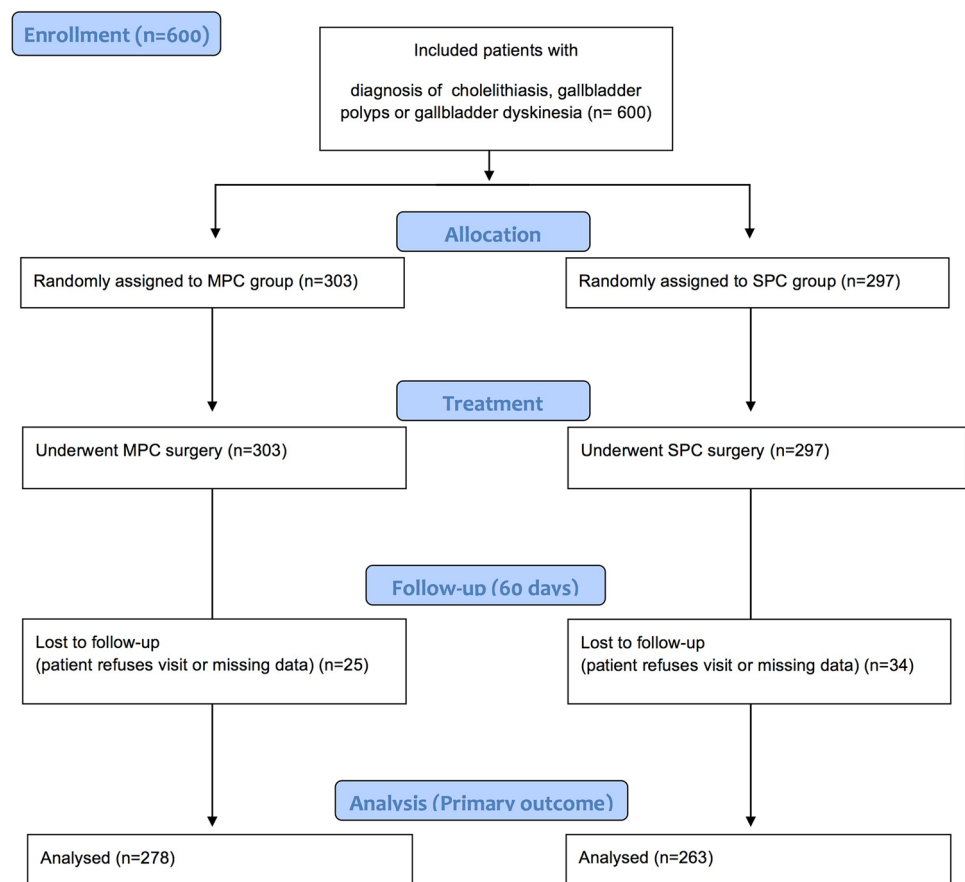 Enrollment (n=600)
Included patients with
diagnosis of cholelithiasis, gallbladder
polyps or gallbladder dyskinesia (n= 600)
Allocation
Randomly assigned to MPC group (n=303)
Randomly assigned to SPC group (n=297)
Treatment
Underwent MPC surgery (n=303)
Underwent SPC surgery (n=297)
Follow-up (60 days)
Lost to follow-up
(patient refuses visit or missing data) (n=25)
Lost to follow-up
(patient refuses visit or missing data) (n=34)
Analysis (Primary outcome)
Analysed (n=278)
Analysed (n=263)